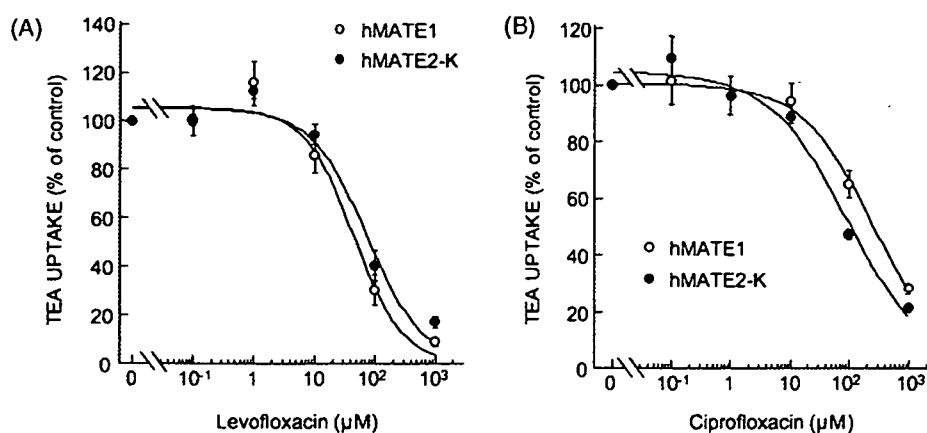 (A)
TEA UPTAKE (% of control)
140
120
100
80
60
40
20
0
hMATE1
hMATE2-K
0 10-1 1 10 10² 10³
Levofloxacin (µM)
(B)
TEA UPTAKE (% of control)
120
100
80
60
40
20
0
hMATE1
hMATE2-K
0 10-1 1 10 10² 10³
Ciprofloxacin (µM)